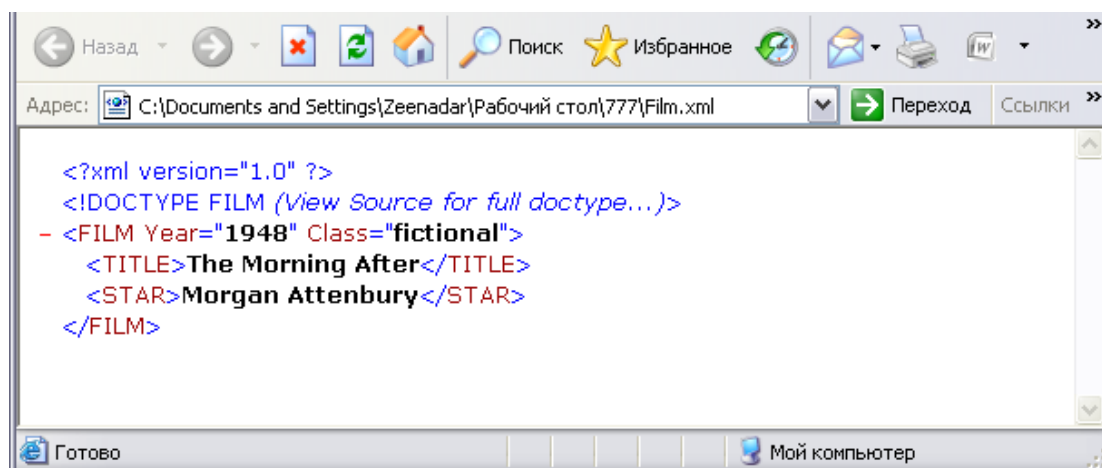 Назад Поиск Избранное »
Адрес: C:\Documents and Settings\Zeenadar\Рабочий стол\777\Film.xml Переход Ссылки »
<?xml version="1.0" ?>
<!DOCTYPE FILM (View Source for full doctype...)>
– <FILM Year="1948" Class="fictional">
<TITLE>The Morning After</TITLE>
<STAR>Morgan Attenbury</STAR>
</FILM>
Готово Мой компьютер